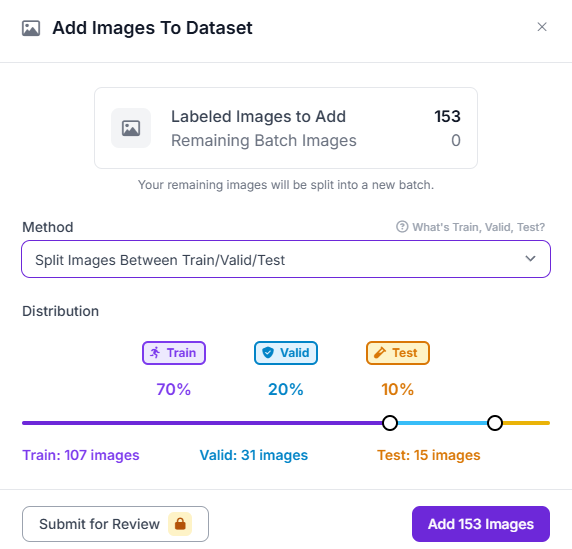 Add Images To Dataset
Labeled Images to Add 153
Remaining Batch Images 0
Your remaining images will be split into a new batch.
Method What's Train, Valid, Test?
Split Images Between Train/Valid/Test
Distribution
Train Valid Test
70% 20% 10%
Train: 107 images Valid: 31 images Test: 15 images
Submit for Review Add 153 Images